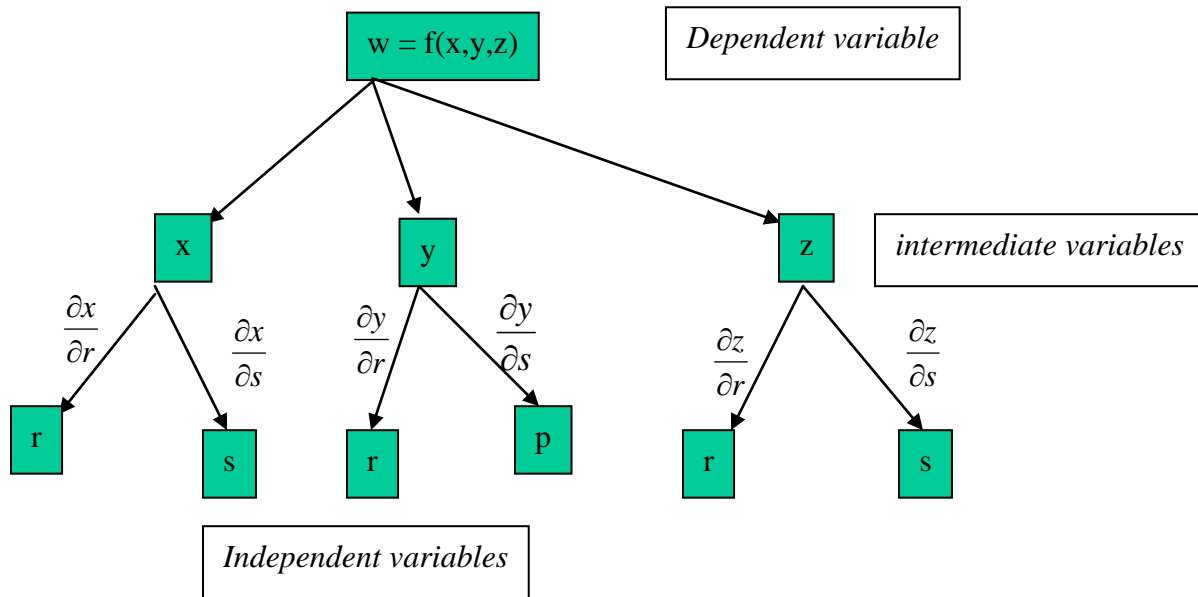 w = f(x,y,z)
Dependent variable
x
y
z
intermediate variables
∂x
∂r
∂x
∂s
∂y
∂r
∂y
∂s
∂z
∂r
∂z
∂s
r
s
r
p
r
s
Independent variables